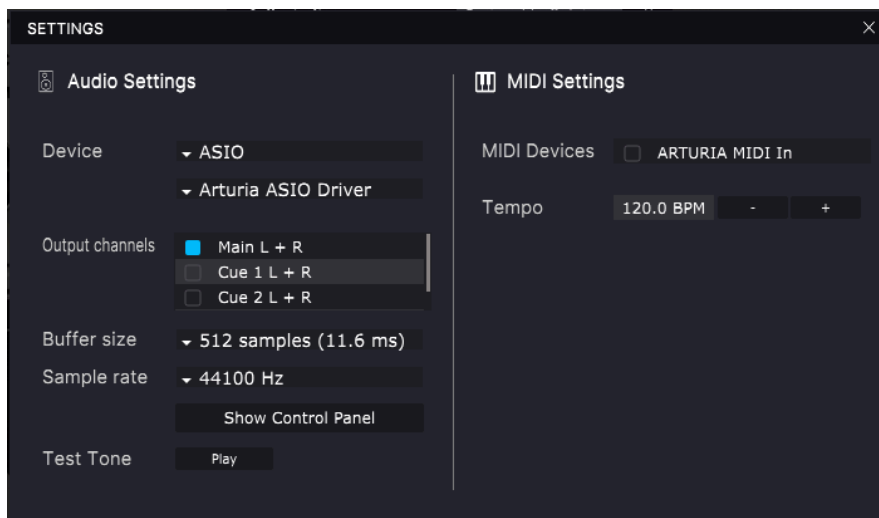 SETTINGS
Audio Settings
Device
ASIO
Arturia ASIO Driver
Output channels
Main L + R
Cue 1 L + R
Cue 2 L + R
Buffer size
512 samples (11.6 ms)
Sample rate
44100 Hz
Show Control Panel
Test Tone
Play
MIDI Settings
MIDI Devices
ARTURIA MIDI In
Tempo
120.0 BPM
-
+